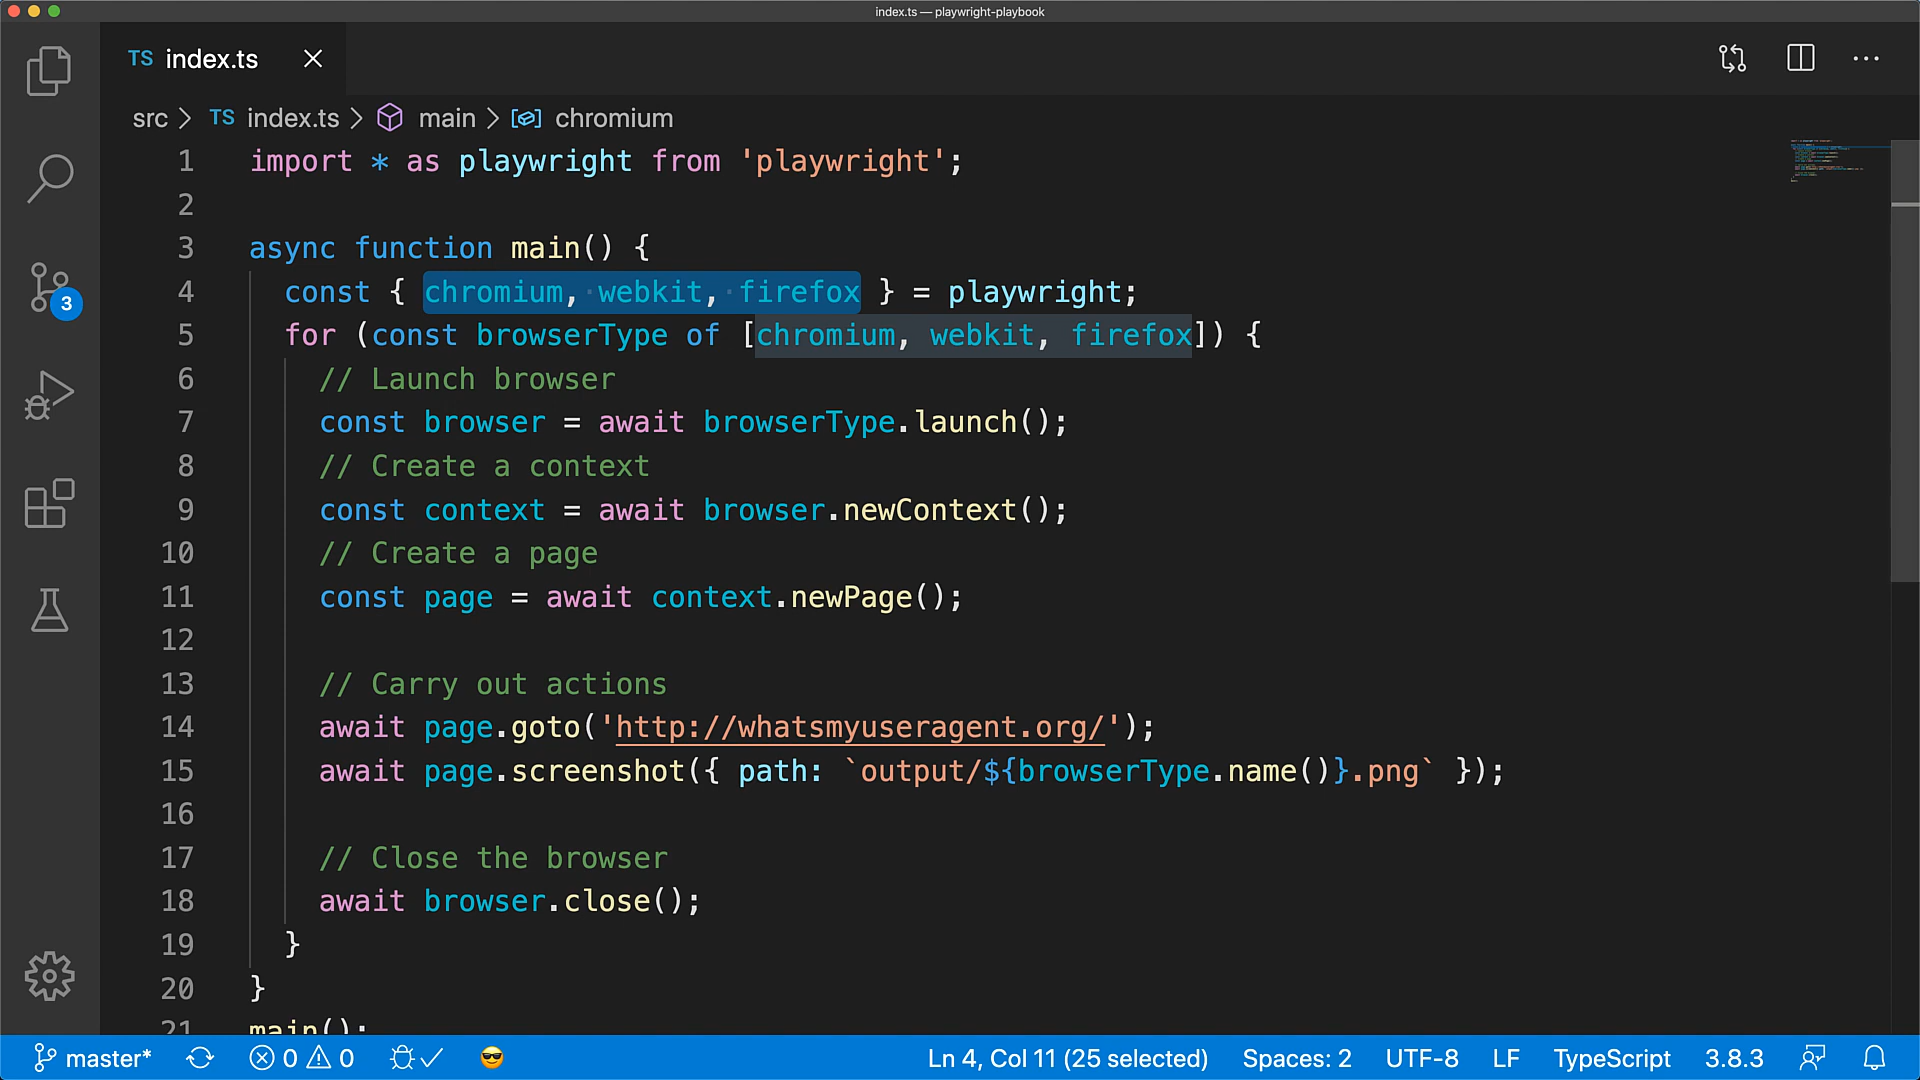 index.ts — playwright-playbook
TS index.ts
src > TS index.ts > main > chromium
1 import * as playwright from 'playwright';
2
3 async function main() {
4 const { chromium, webkit, firefox } = playwright;
5 for (const browserType of [chromium, webkit, firefox]) {
6 // Launch browser
7 const browser = await browserType.launch();
8 // Create a context
9 const context = await browser.newContext();
10 // Create a page
11 const page = await context.newPage();
12
13 // Carry out actions
14 await page.goto('http://whatsmyuseragent.org/');
15 await page.screenshot({ path: `output/${browserType.name()}.png` });
16
17 // Close the browser
18 await browser.close();
19 }
20 }
21 main();
3
master* 0 0 Ln 4, Col 11 (25 selected) Spaces: 2 UTF-8 LF TypeScript 3.8.3